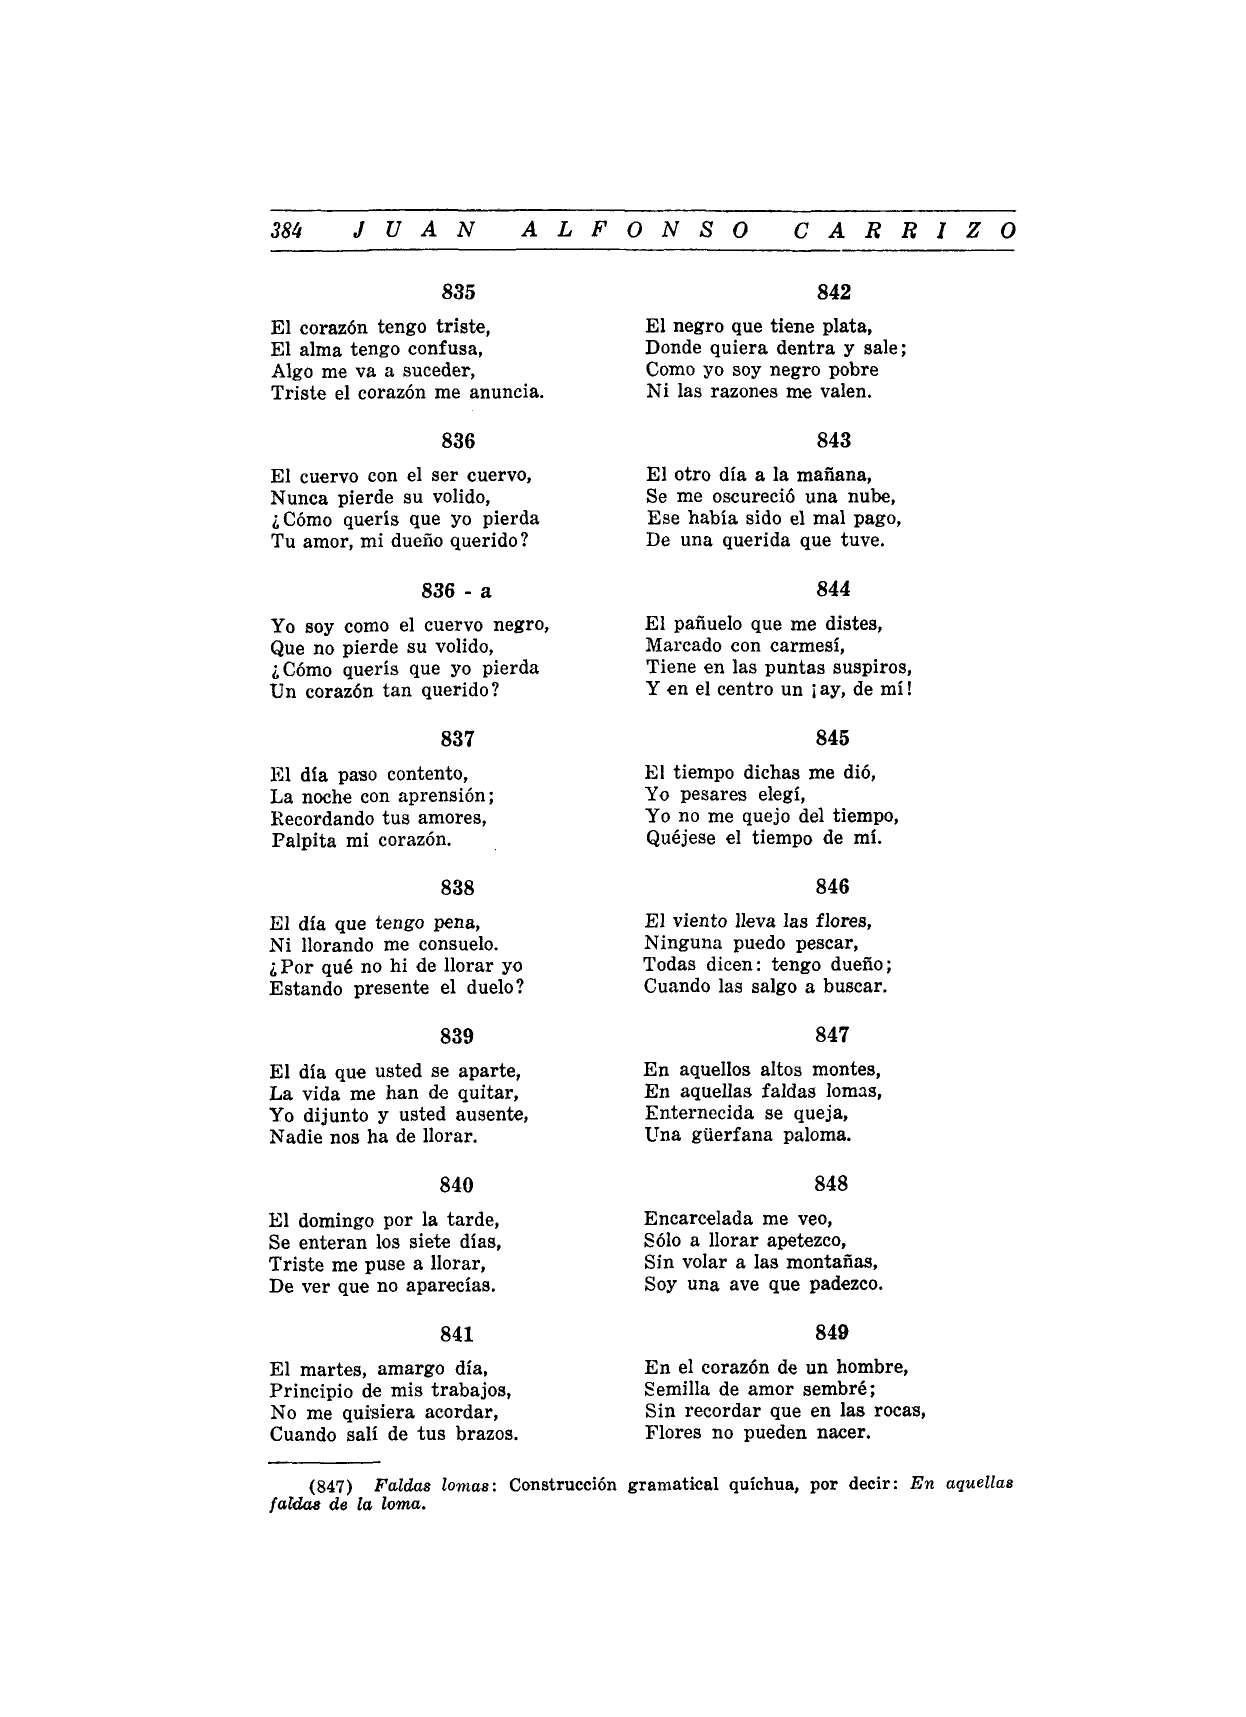 384 JUAN ALFONSO CARRIZO
835
El corazón tengo triste,
El alma tengo confusa,
Algo me va a suceder,
Triste el corazón me anuncia.
836
El cuervo con el ser cuervo,
Nunca pierde su volido,
¿Cómo querís que yo pierda
Tu amor, mi dueño querido?
836 - a
Yo soy como el cuervo negro,
Que no pierde su volido,
¿Cómo querís que yo pierda
Un corazón tan querido?
837
El día paso contento,
La noche con aprensión;
Recordando tus amores,
Palpita mi corazón.
838
El día que tengo pena,
Ni llorando me consuelo.
¿Por qué no hi de llorar yo
Estando presente el duelo?
839
El día que usted se aparte,
La vida me han de quitar,
Yo dijunto y usted ausente,
Nadie nos ha de llorar.
840
El domingo por la tarde,
Se enteran los siete días,
Triste me puse a llorar,
De ver que no aparecías.
841
El martes, amargo día,
Principio de mis trabajos,
No me quisiera acordar,
Cuando salí de tus brazos.
842
El negro que tiene plata,
Donde quiera dentra y sale;
Como yo soy negro pobre
Ni las razones me valen.
843
El otro día a la mañana,
Se me oscureció una nube,
Ese había sido el mal pago,
De una querida que tuve.
844
El pañuelo que me distes,
Marcado con carmesí,
Tiene en las puntas suspiros,
Y en el centro un ¡ay, de mí!
845
El tiempo dichas me dió,
Yo pesares elegí,
Yo no me quejo del tiempo,
Quéjese el tiempo de mí.
846
El viento lleva las flores,
Ninguna puedo pescar,
Todas dicen: tengo dueño;
Cuando las salgo a buscar.
847
En aquellos altos montes,
En aquellas faldas lomas,
Enternecida se queja,
Una güerfana paloma.
848
Encarcelada me veo,
Sólo a llorar apetezco,
Sin volar a las montañas,
Soy una ave que padezco.
849
En el corazón de un hombre,
Semilla de amor sembré;
Sin recordar que en las rocas,
Flores no pueden nacer.
(847) Faldas lomas: Construcción gramatical quíchua, por decir: En aquellas
faldas de la loma.